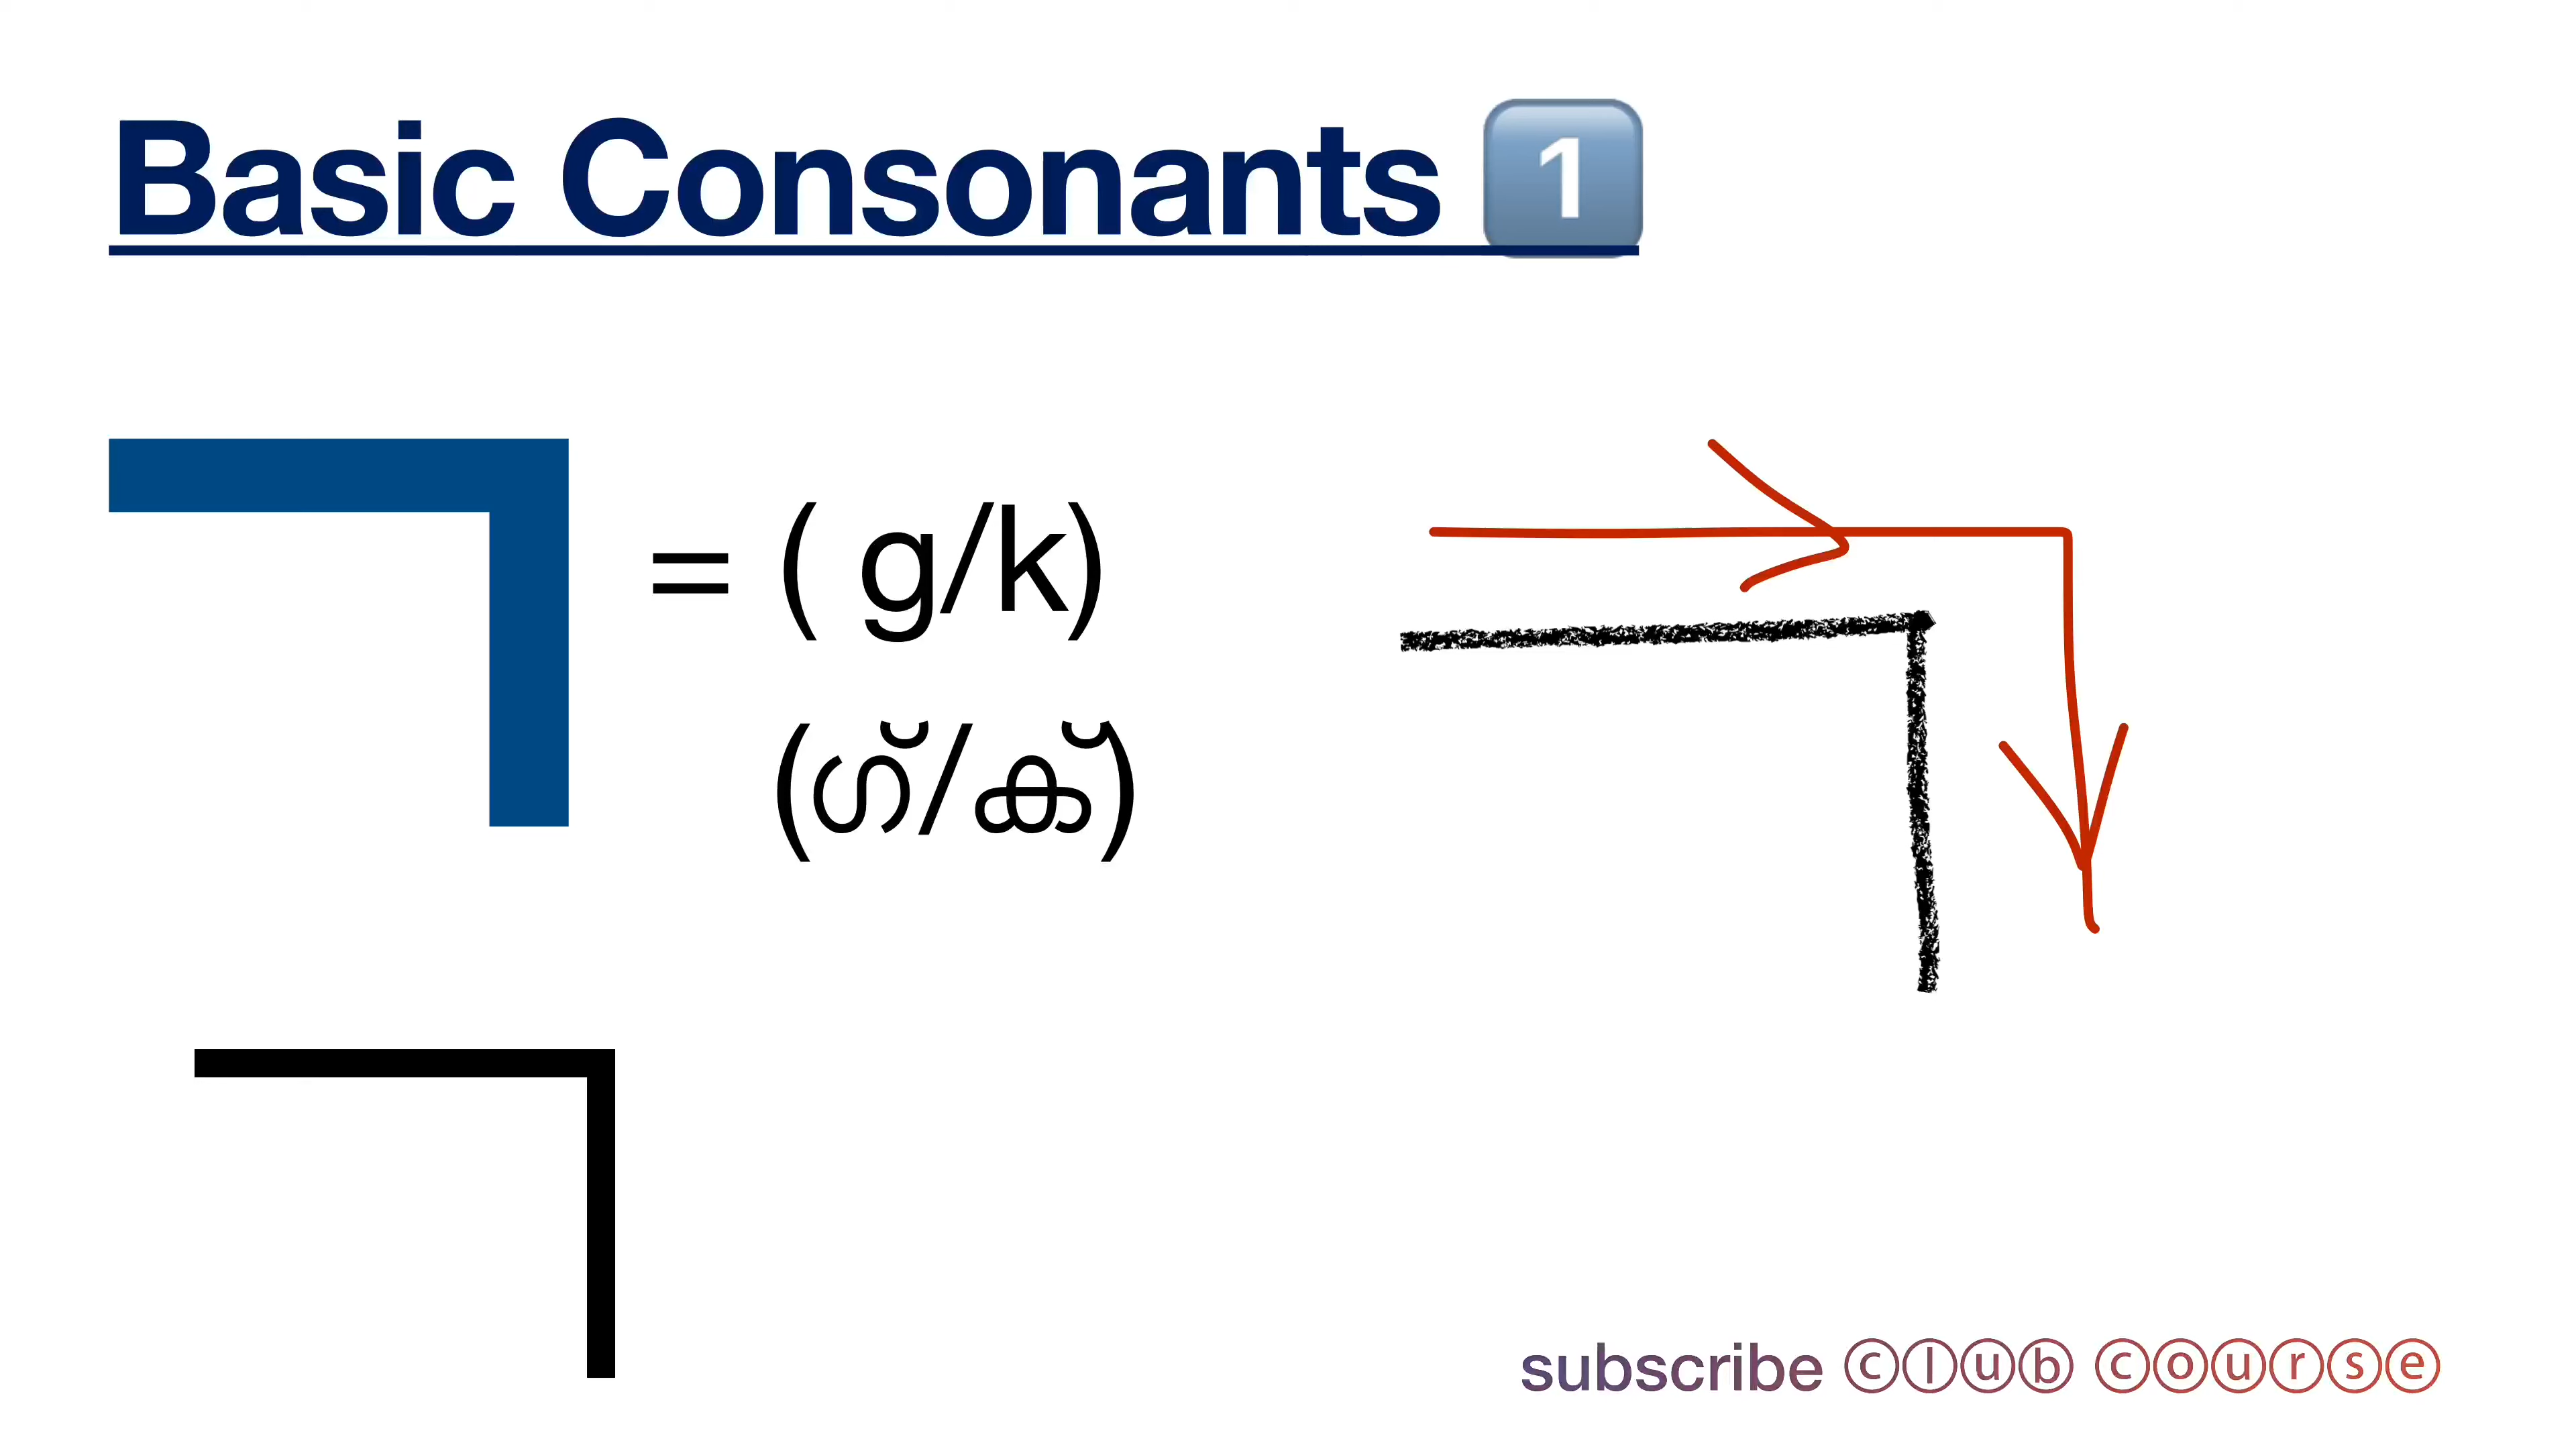 Basic Consonants 1️⃣
ㄱ = ( g/k)
(ഗ്/ക്)
ㄱ
ㄱ
subscribe ⓒⓛⓤⓑ ⓒⓞⓤⓡⓢⓔ